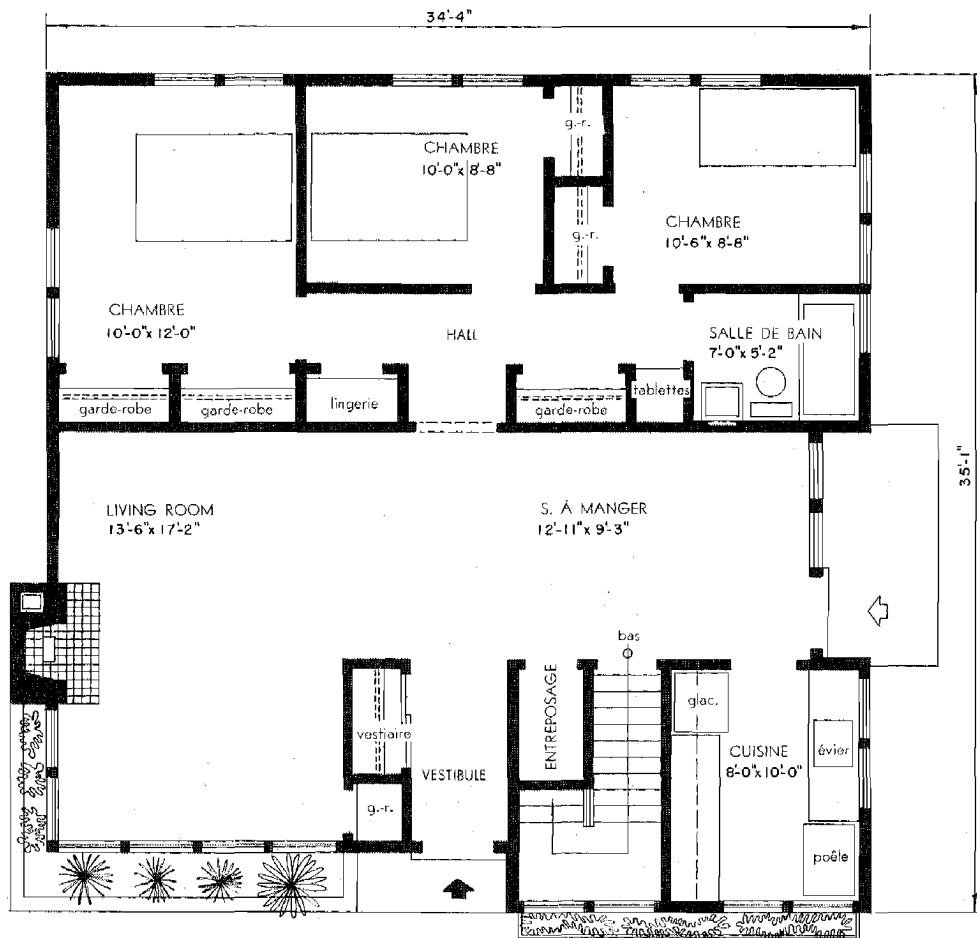 34'-4"
CHAMBRE
10'-0" x 8'-8"
g.-r.
g.-r.
CHAMBRE
10'-6" x 8'-8"
CHAMBRE
10'-0" x 12'-0"
HALL
SALLE DE BAIN
7'-0" x 5'-2"
garde-robe
garde-robe
lingerie
garde-robe
tablettes
35'-1"
LIVING ROOM
13'-6" x 17'-2"
S. À MANGER
12'-11" x 9'-3"
bas
ENTREPOSAGE
glac.
vestiaire
VESTIBULE
CUISINE
8'-0" x 10'-0"
évier
g.-r.
poêle